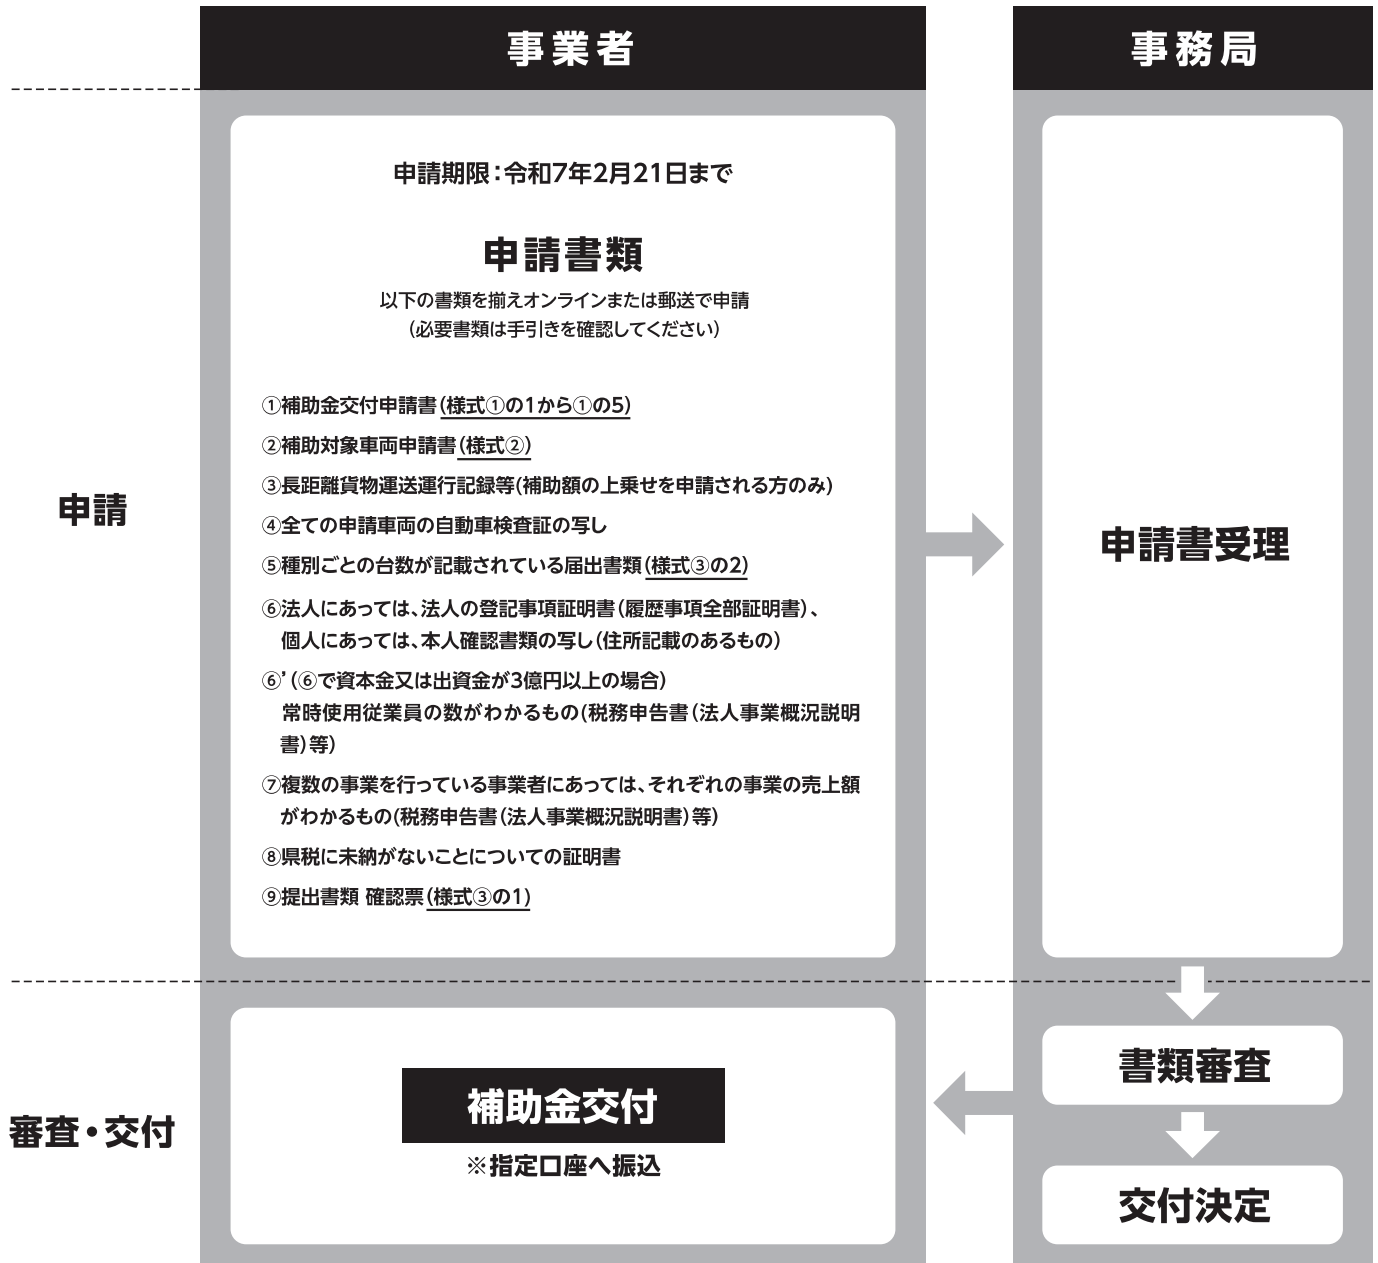 事業者
事務局
申請期限：令和7年2月21日まで
申請書類
以下の書類を揃えオンラインまたは郵送で申請
（必要書類は手引きを確認してください）
①補助金交付申請書（様式①の1から①の5）
②補助対象車両申請書（様式②）
③長距離貨物運送運行記録等(補助額の上乗せを申請される方のみ)
④全ての申請車両の自動車検査証の写し
⑤種別ごとの台数が記載されている届出書類（様式③の2）
⑥法人にあっては、法人の登記事項証明書（履歴事項全部証明書）、
個人にあっては、本人確認書類の写し（住所記載のあるもの）
⑥’（⑥で資本金又は出資金が3億円以上の場合）
常時使用従業員の数がわかるもの(税務申告書（法人事業概況説明
書）等)
⑦複数の事業を行っている事業者にあっては、それぞれの事業の売上額
がわかるもの(税務申告書（法人事業概況説明書）等)
⑧県税に未納がないことについての証明書
⑨提出書類 確認票（様式③の1）
申請
申請書受理
審査・交付
補助金交付
※指定口座へ振込
書類審査
交付決定